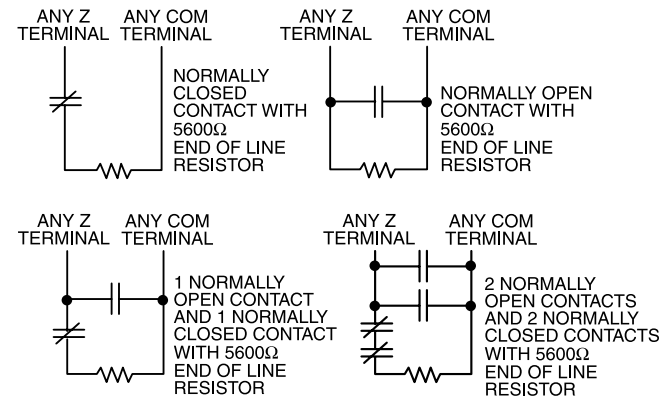 ANY Z TERMINAL
ANY COM TERMINAL
NORMALLY
CLOSED
CONTACT WITH
5600Ω
END OF LINE
RESISTOR
ANY Z TERMINAL
ANY COM TERMINAL
NORMALLY OPEN
CONTACT WITH
5600Ω
END OF LINE
RESISTOR
ANY Z TERMINAL
ANY COM TERMINAL
1 NORMALLY
OPEN CONTACT
AND 1 NORMALLY
CLOSED CONTACT
WITH 5600Ω
END OF LINE
RESISTOR
ANY Z TERMINAL
ANY COM TERMINAL
2 NORMALLY
OPEN CONTACTS
AND 2 NORMALLY
CLOSED CONTACTS
WITH 5600Ω
END OF LINE
RESISTOR